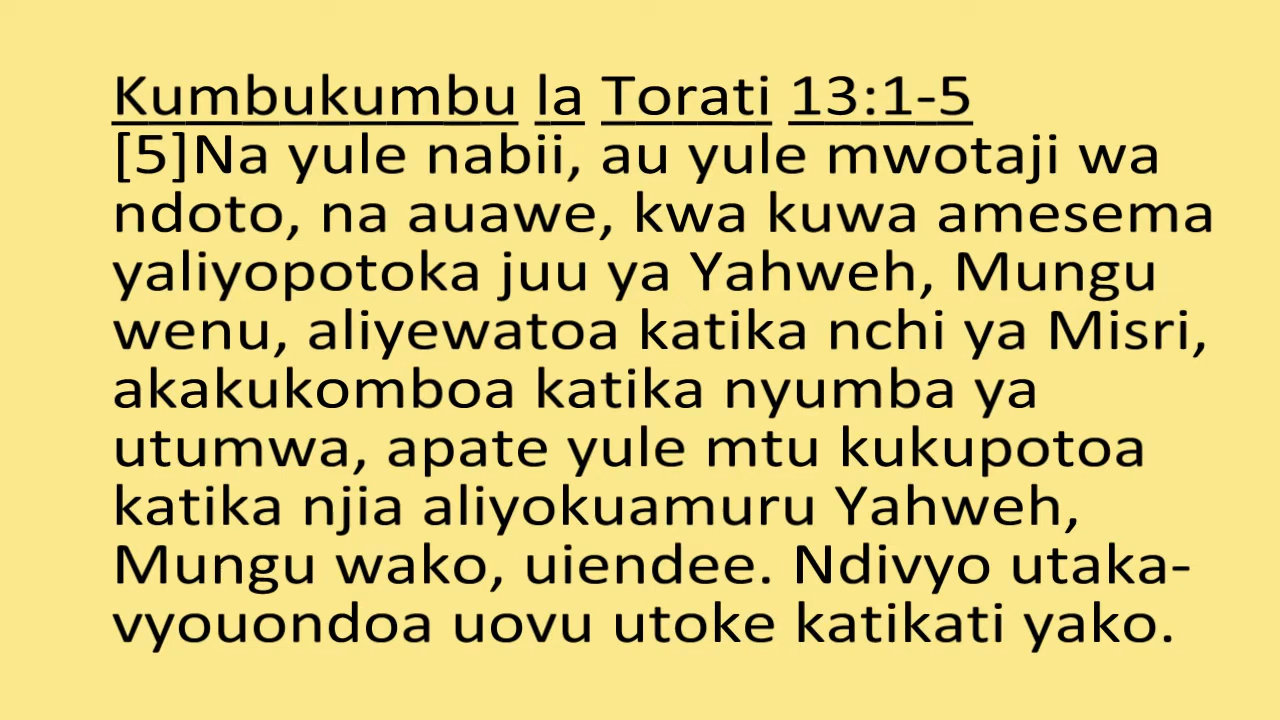 Kumbukumbu la Torati 13:1-5
[5]Na yule nabii, au yule mwotaji wa
ndoto, na auawe, kwa kuwa amesema
yaliyopotoka juu ya Yahweh, Mungu
wenu, aliyewatoa katika nchi ya Misri,
akakukomboa katika nyumba ya
utumwa, apate yule mtu kukupotoa
katika njia aliyokuamuru Yahweh,
Mungu wako, uiendee. Ndivyo utaka-
vyouondoa uovu utoke katikati yako.